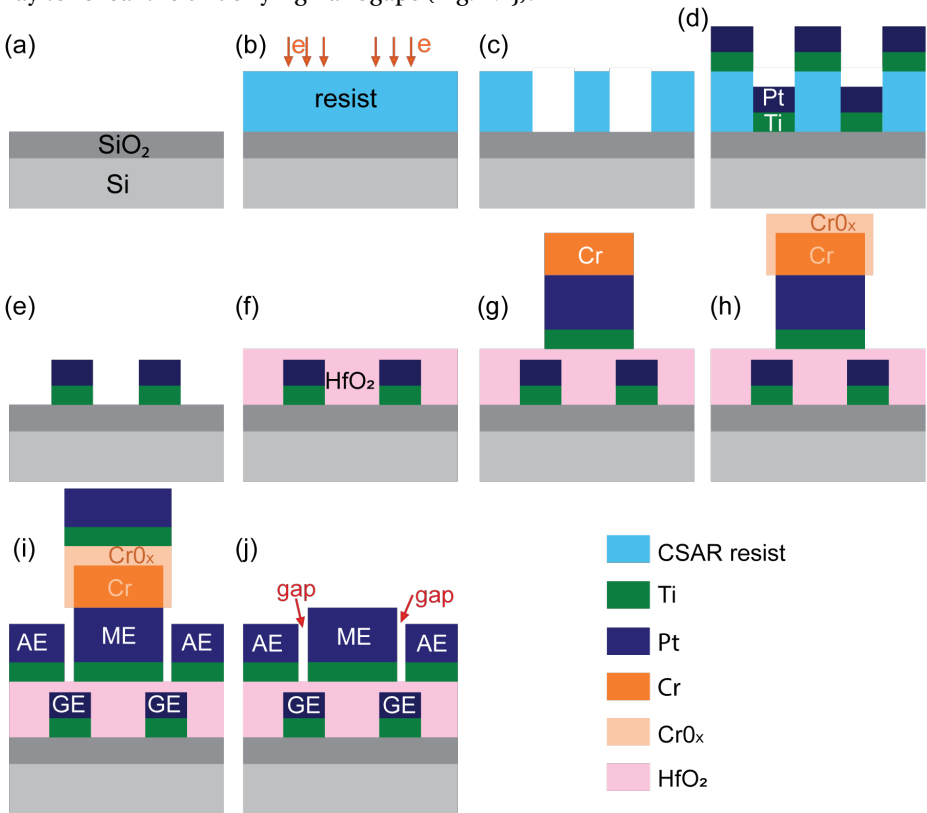 (a)
(b)
e
e
resist
(c)
(d)
Pt
Ti
SiO₂
Si
(e)
(f)
HfO₂
(g)
Cr
(h)
Cr0ₓ
Cr
(i)
Cr0ₓ
Cr
AE
ME
AE
GE
GE
(j)
gap
gap
AE
ME
AE
GE
GE
CSAR resist
Ti
Pt
Cr
Cr0ₓ
HfO₂